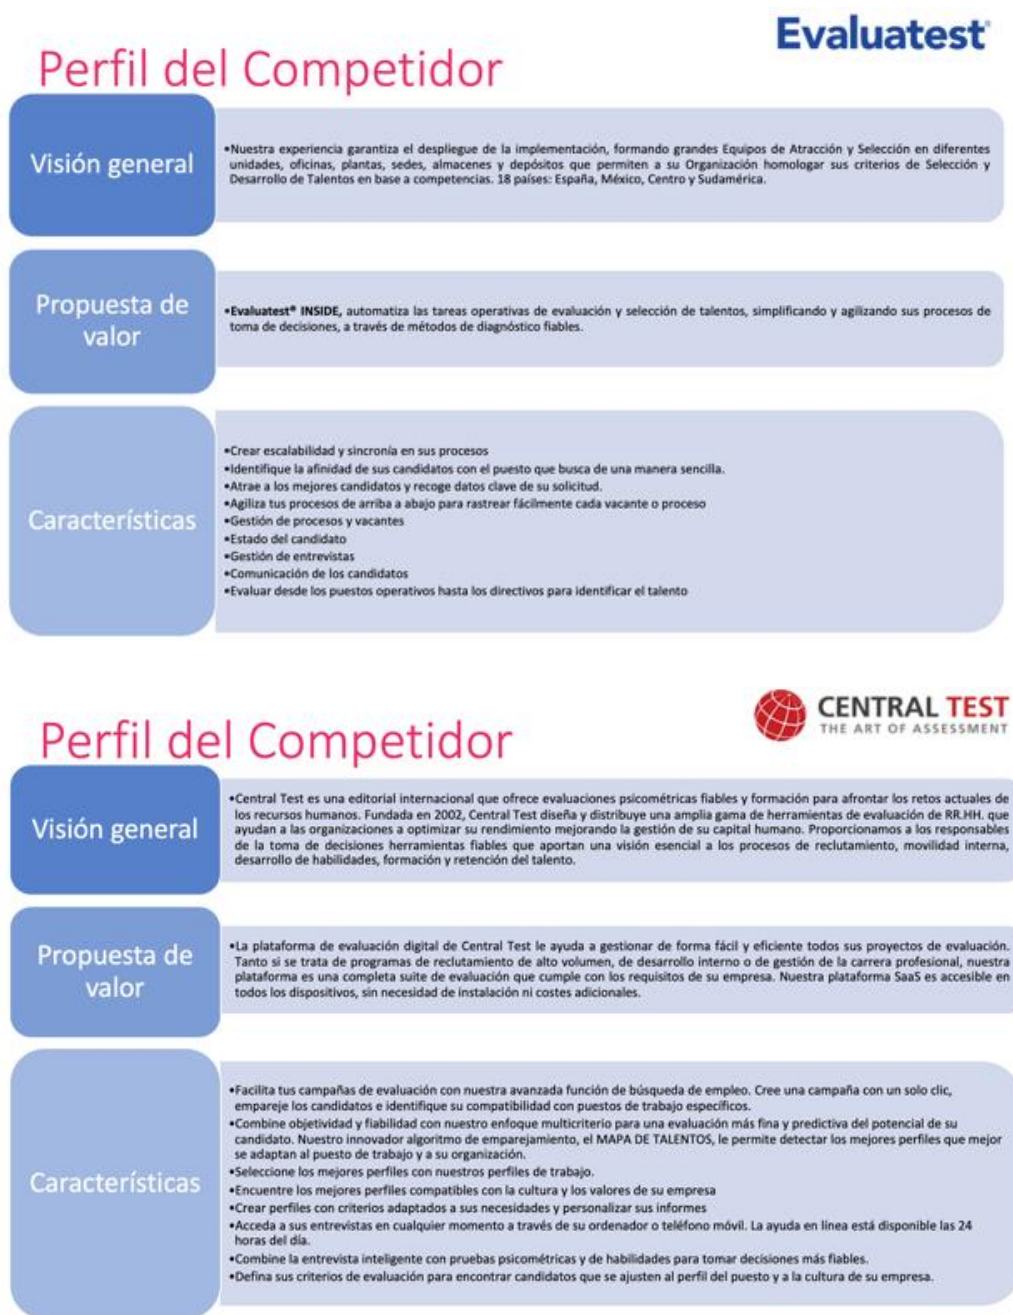 Evaluatest®
Perfil del Competidor
Visión general
•Nuestra experiencia garantiza el despliegue de la implementación, formando grandes Equipos de Atracción y Selección en diferentes
unidades, oficinas, plantas, sedes, almacenes y depósitos que permiten a su Organización homologar sus criterios de Selección y
Desarrollo de Talentos en base a competencias. 18 países: España, México, Centro y Sudamérica.
Propuesta de
valor
•Evaluatest® INSIDE, automatiza las tareas operativas de evaluación y selección de talentos, simplificando y agilizando sus procesos de
toma de decisiones, a través de métodos de diagnóstico fiables.
Características
•Crear escalabilidad y sincronía en sus procesos
•Identifique la afinidad de sus candidatos con el puesto que busca de una manera sencilla.
•Atrae a los mejores candidatos y recoge datos clave de su solicitud.
•Agiliza tus procesos de arriba a abajo para rastrear fácilmente cada vacante o proceso
•Gestión de procesos y vacantes
•Estado del candidato
•Gestión de entrevistas
•Comunicación de los candidatos
•Evaluar desde los puestos operativos hasta los directivos para identificar el talento
CENTRAL TEST
THE ART OF ASSESSMENT
Perfil del Competidor
Visión general
•Central Test es una editorial internacional que ofrece evaluaciones psicométricas fiables y formación para afrontar los retos actuales de
los recursos humanos. Fundada en 2002, Central Test diseña y distribuye una amplia gama de herramientas de evaluación de RR.HH. que
ayudan a las organizaciones a optimizar su rendimiento mejorando la gestión de su capital humano. Proporcionamos a los responsables
de la toma de decisiones herramientas fiables que aportan una visión esencial a los procesos de reclutamiento, movilidad interna,
desarrollo de habilidades, formación y retención del talento.
Propuesta de
valor
•La plataforma de evaluación digital de Central Test le ayuda a gestionar de forma fácil y eficiente todos sus proyectos de evaluación.
Tanto si se trata de programas de reclutamiento de alto volumen, de desarrollo interno o de gestión de la carrera profesional, nuestra
plataforma es una completa suite de evaluación que cumple con los requisitos de su empresa. Nuestra plataforma SaaS es accesible en
todos los dispositivos, sin necesidad de instalación ni costes adicionales.
Características
•Facilita tus campañas de evaluación con nuestra avanzada función de búsqueda de empleo. Cree una campaña con un solo clic,
empareje los candidatos e identifique su compatibilidad con puestos de trabajo específicos.
•Combine objetividad y fiabilidad con nuestro enfoque multicriterio para una evaluación más fina y predictiva del potencial de su
candidato. Nuestro innovador algoritmo de emparejamiento, el MAPA DE TALENTOS, le permite detectar los mejores perfiles que mejor
se adaptan al puesto de trabajo y a su organización.
•Seleccione los mejores perfiles con nuestros perfiles de trabajo.
•Encuentre los mejores perfiles compatibles con la cultura y los valores de su empresa
•Crear perfiles con criterios adaptados a sus necesidades y personalizar sus informes
•Acceda a sus entrevistas en cualquier momento a través de su ordenador o teléfono móvil. La ayuda en línea está disponible las 24
horas del día.
•Combine la entrevista inteligente con pruebas psicométricas y de habilidades para tomar decisiones más fiables.
•Defina sus criterios de evaluación para encontrar candidatos que se ajusten al perfil del puesto y a la cultura de su empresa.